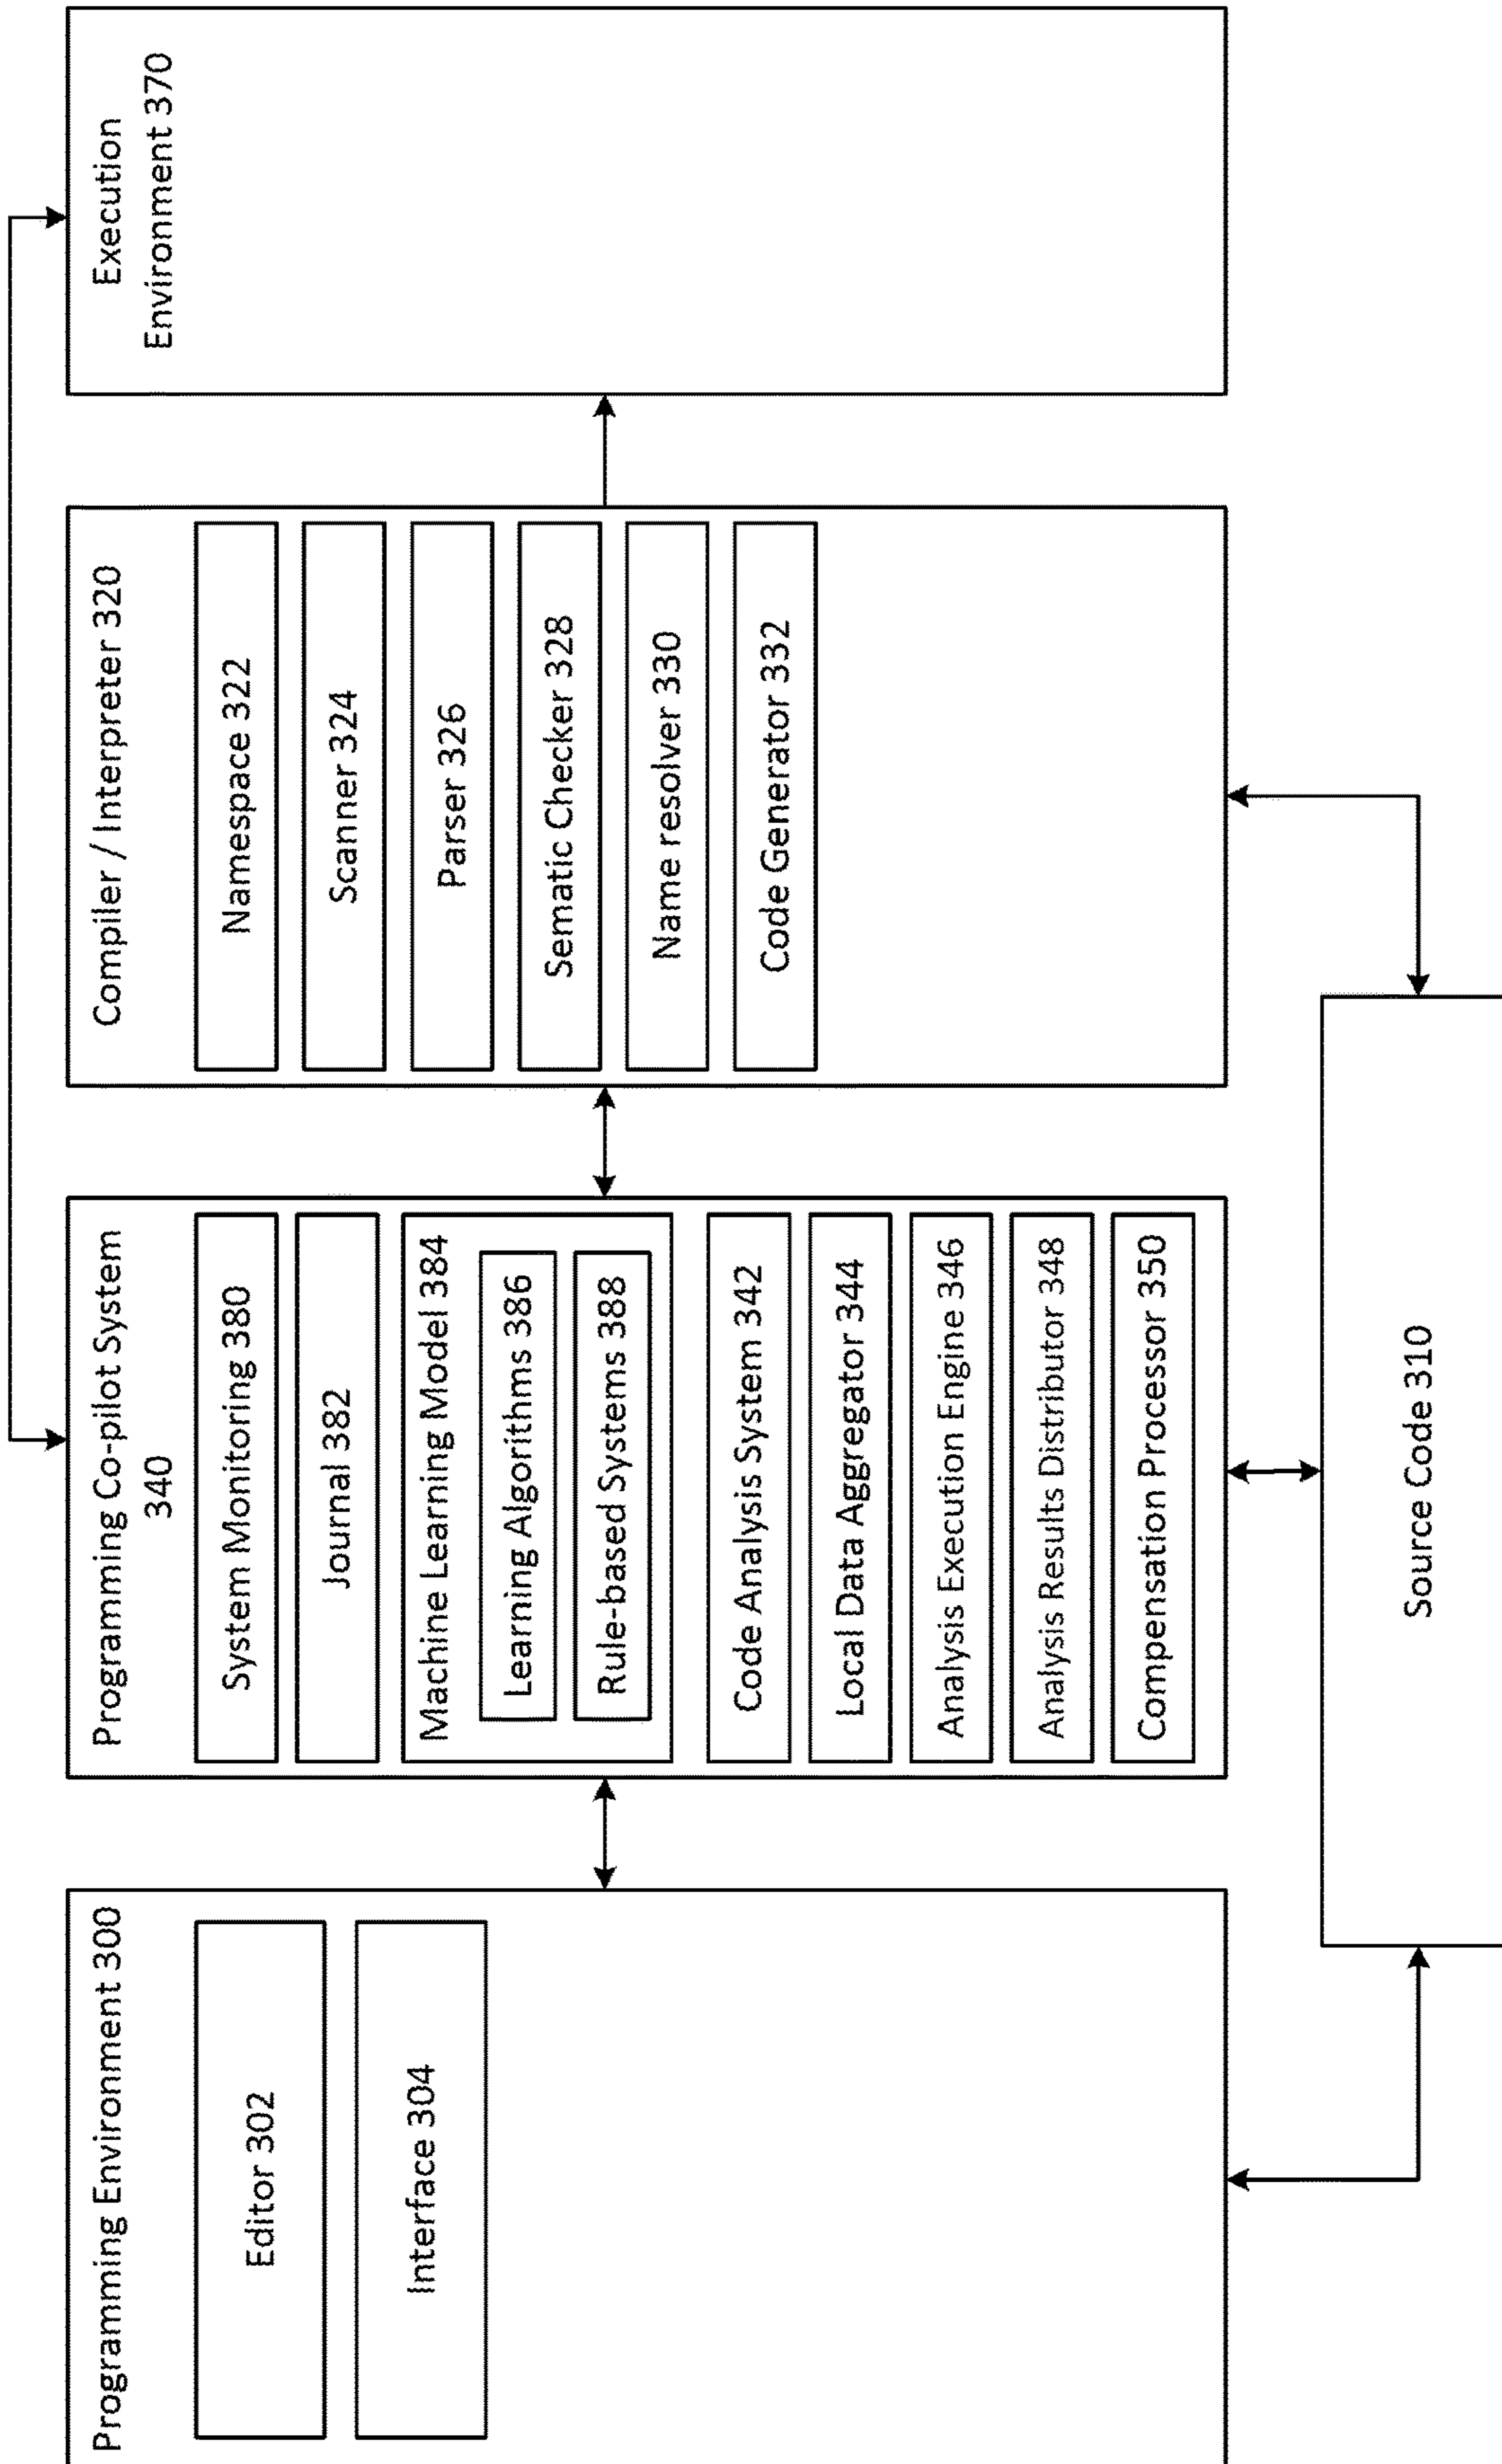 Programming Environment 300
Editor 302
Interface 304
Programming Co-pilot System
340
System Monitoring 380
Journal 382
Machine Learning Model 384
Learning Algorithms 386
Rule-based Systems 388
Code Analysis System 342
Local Data Aggregator 344
Analysis Execution Engine 346
Analysis Results Distributor 348
Compensation Processor 350
Compiler / Interpreter 320
Namespace 322
Scanner 324
Parser 326
Sematic Checker 328
Name resolver 330
Code Generator 332
Execution
Environment 370
Source Code 310